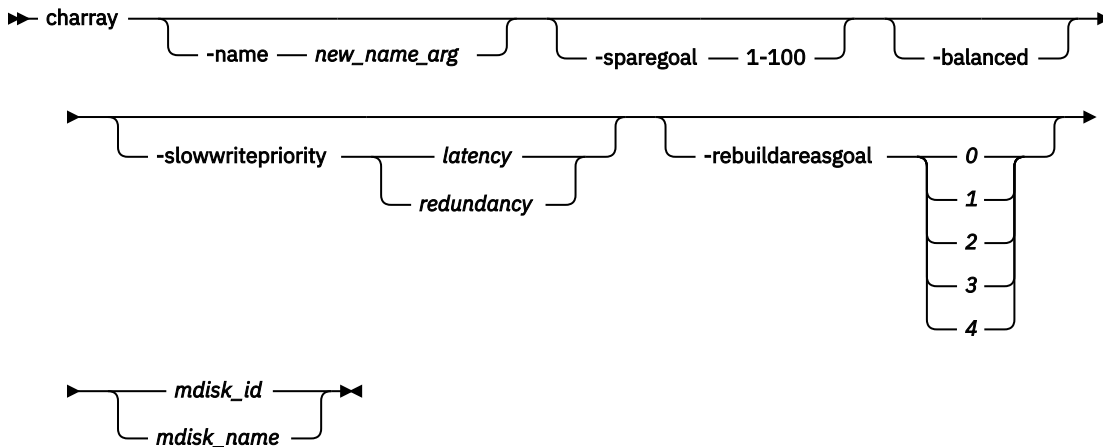 charray
-name new_name_arg -sparegoal 1-100 -balanced
-slowwritepriority latency -rebuildareasgoal 0
redundancy 1
2
3
4
mdisk_id
mdisk_name